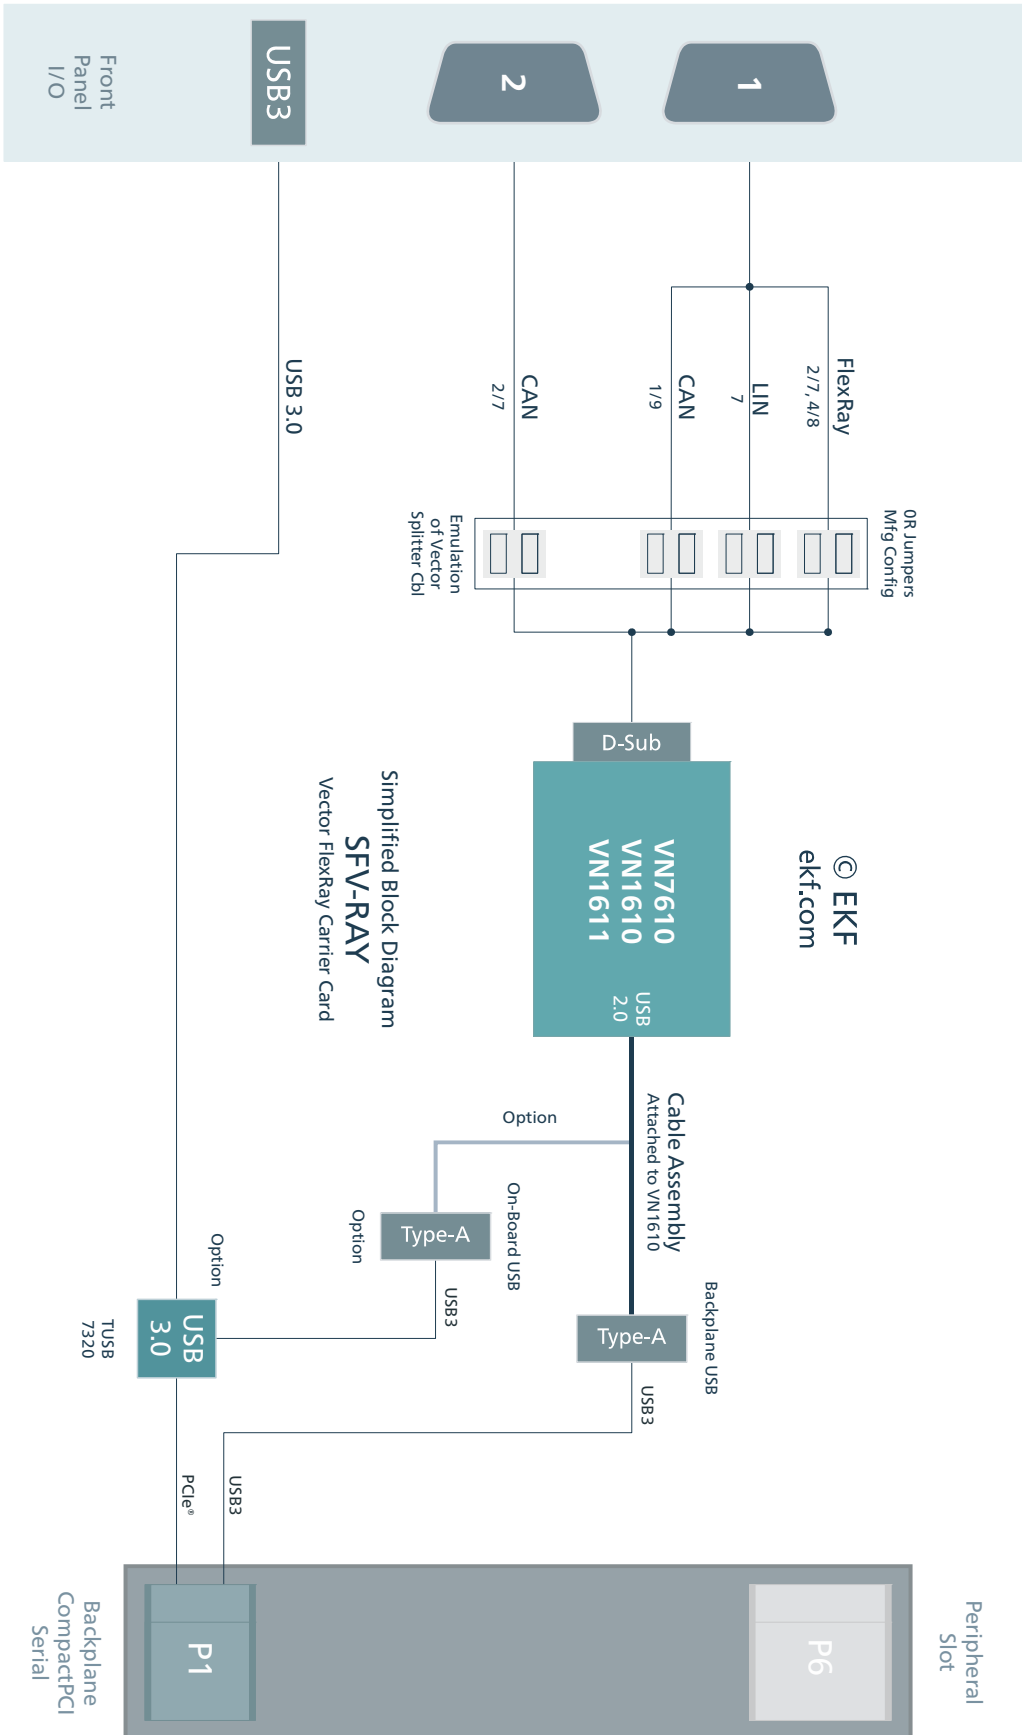 Front
Panel
I/O
USB3
2
1
USB 3.0
CAN
2/7
CAN
1/9
LIN
7
FlexRay
2/7, 4/8
0R Jumpers
Mfg Config
Emulation
of Vector
Splitter Cbl
D-Sub
VN7610
VN1610
VN1611
USB
2.0
© EKF
ekf.com
Simplified Block Diagram
SFV-RAY
Vector FlexRay Carrier Card
Cable Assembly
Attached to VN1610
Option
On-Board USB
Type-A
Option
USB3
Backplane USB
Type-A
USB3
Option
USB
3.0
TUSB
7320
PCIe®
USB3
P1
P6
Backplane
CompactPCI
Serial
Peripheral
Slot